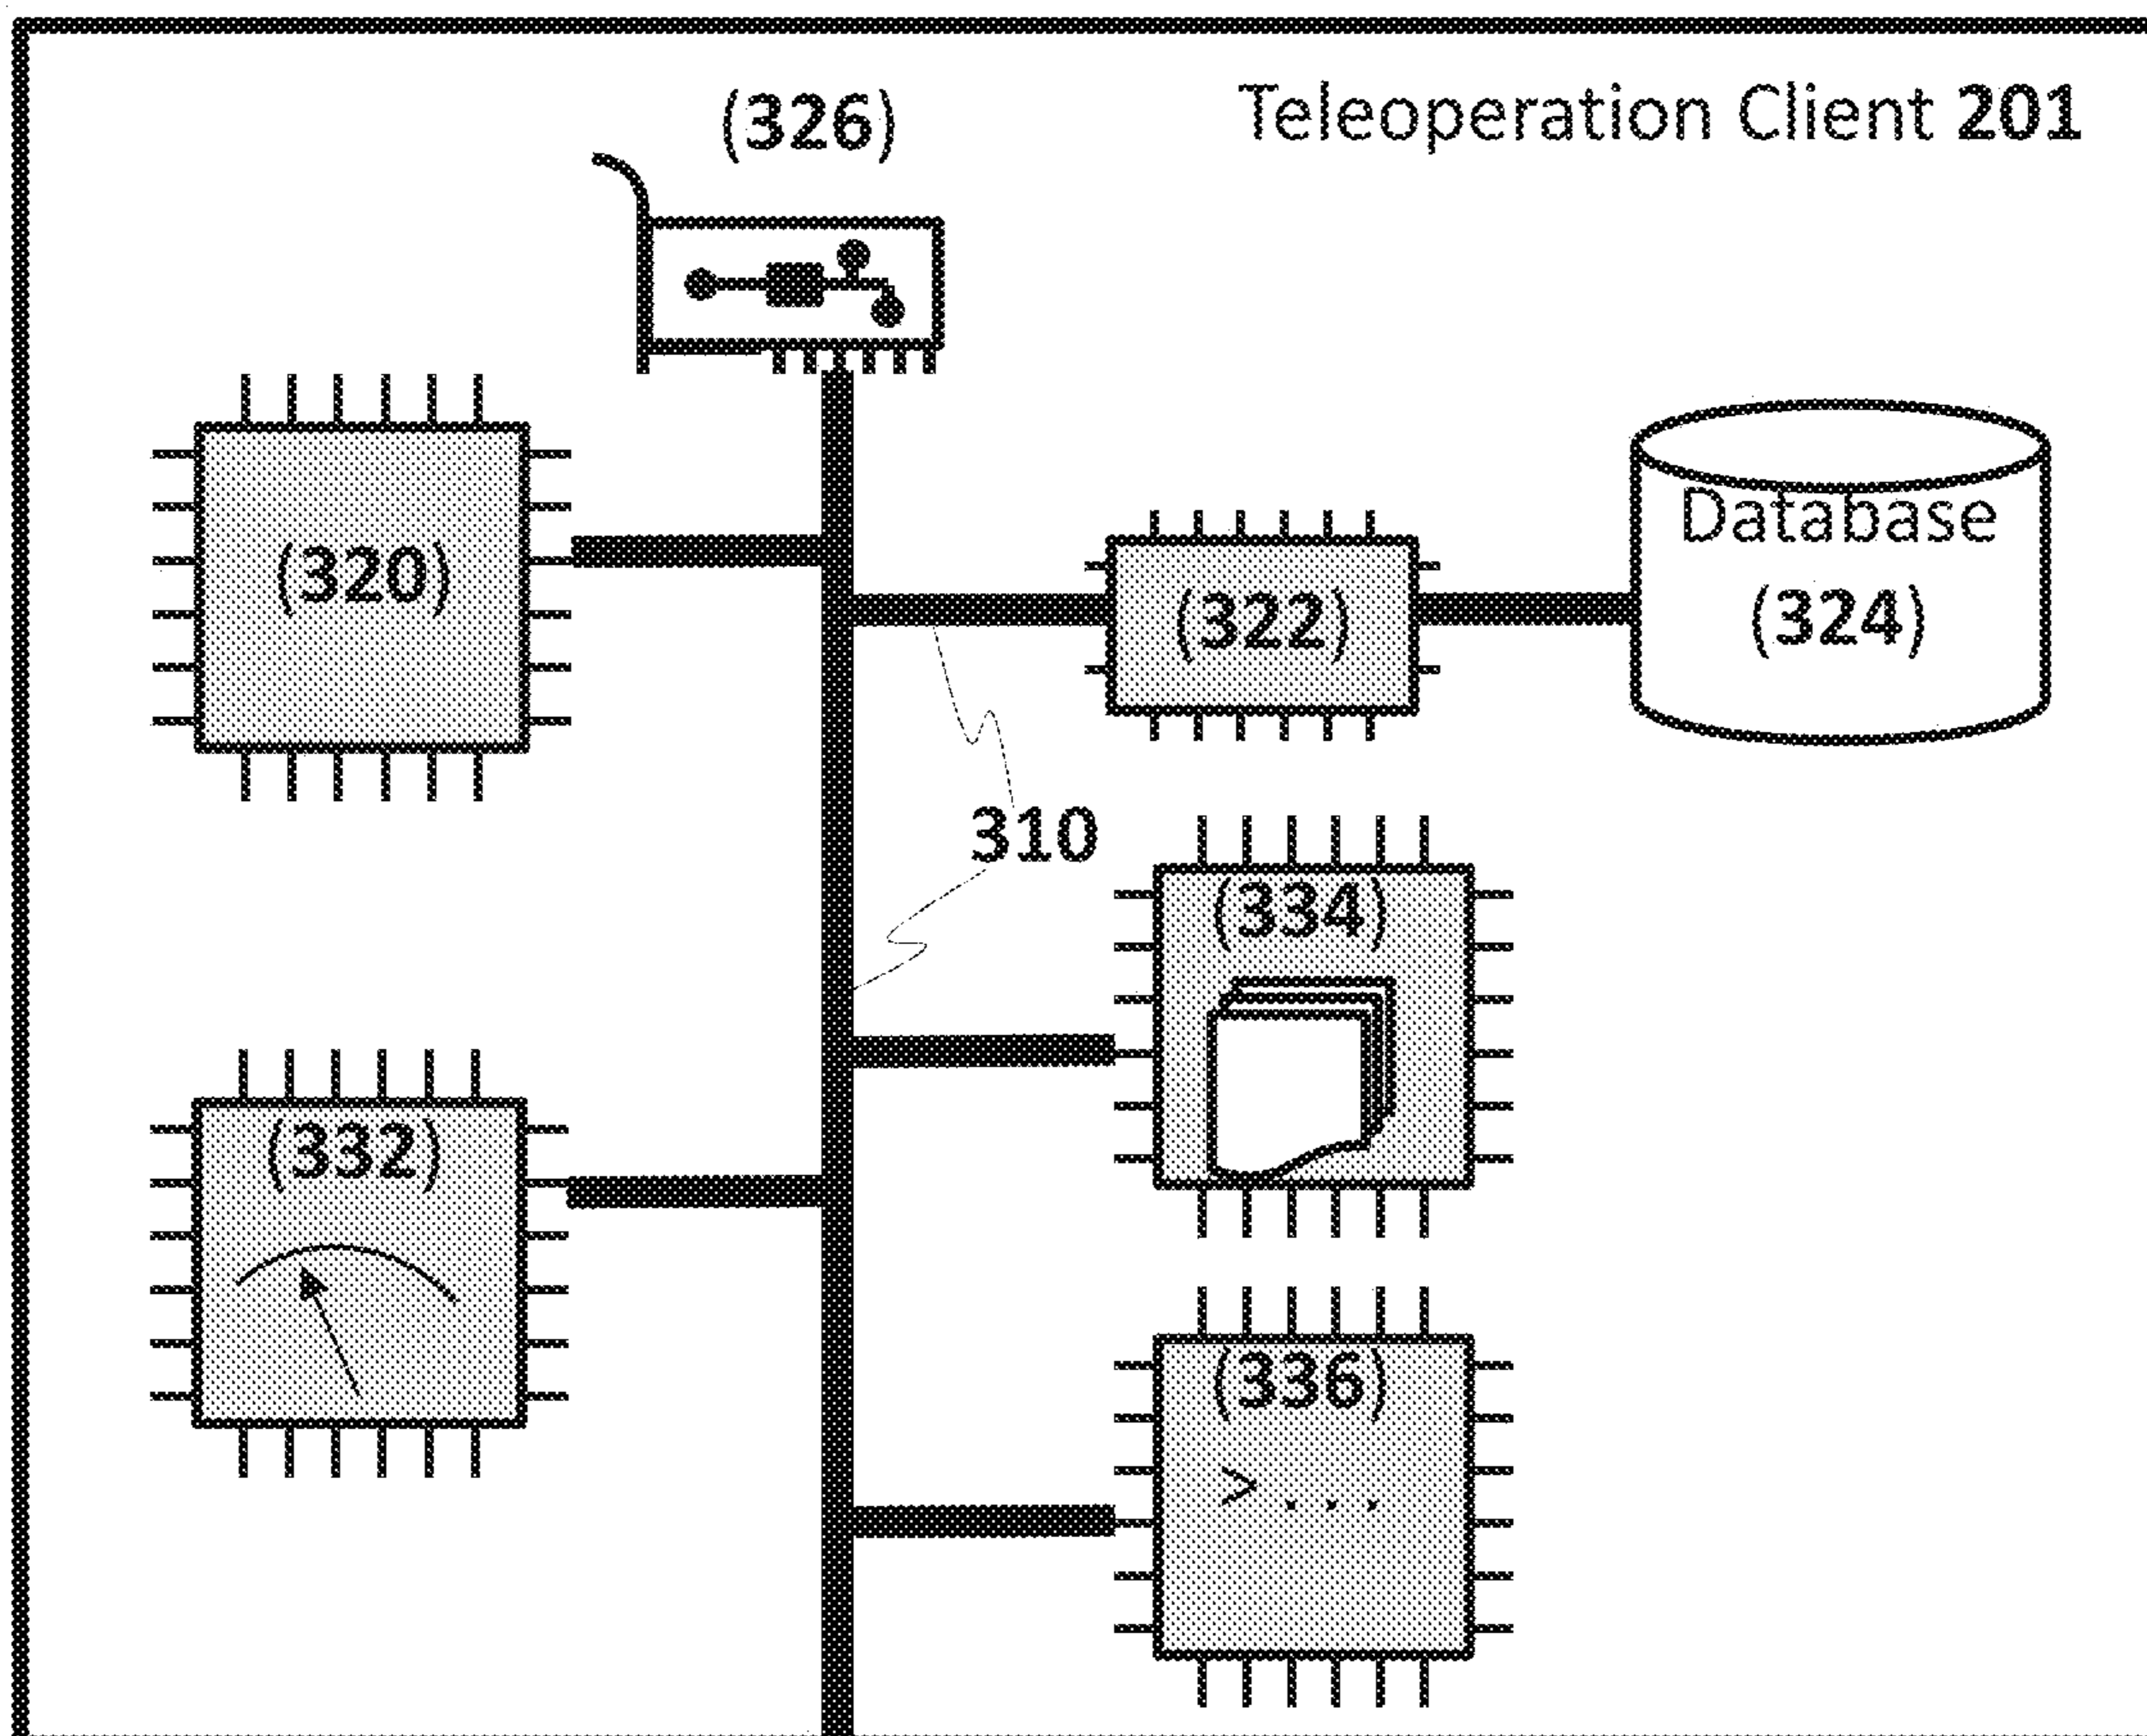 (326)
Teleoperation Client 201
(320)
(322)
Database
(324)
310
(334)
(332)
(336)
> . . .